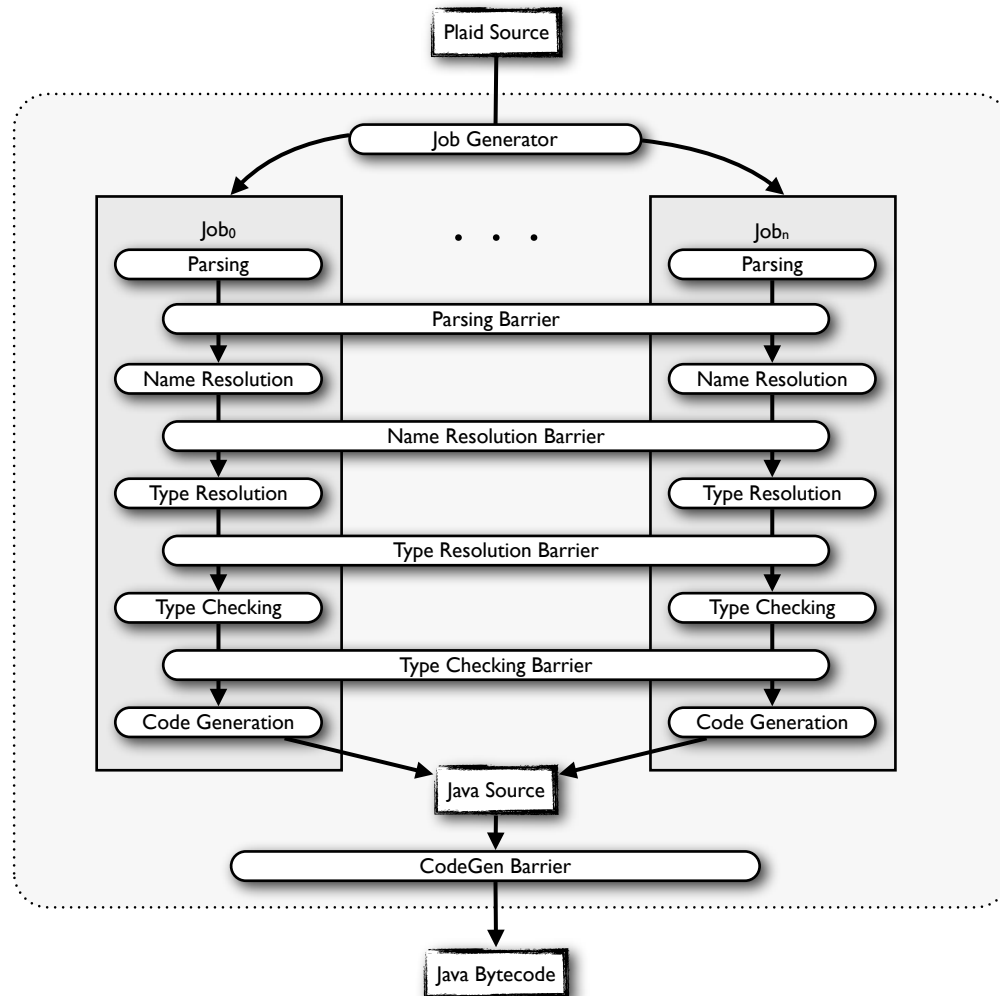 Plaid Source
Job Generator
Job₀
. . .
Jobₙ
Parsing
Parsing
Parsing Barrier
Name Resolution
Name Resolution
Name Resolution Barrier
Type Resolution
Type Resolution
Type Resolution Barrier
Type Checking
Type Checking
Type Checking Barrier
Code Generation
Code Generation
Java Source
CodeGen Barrier
Java Bytecode